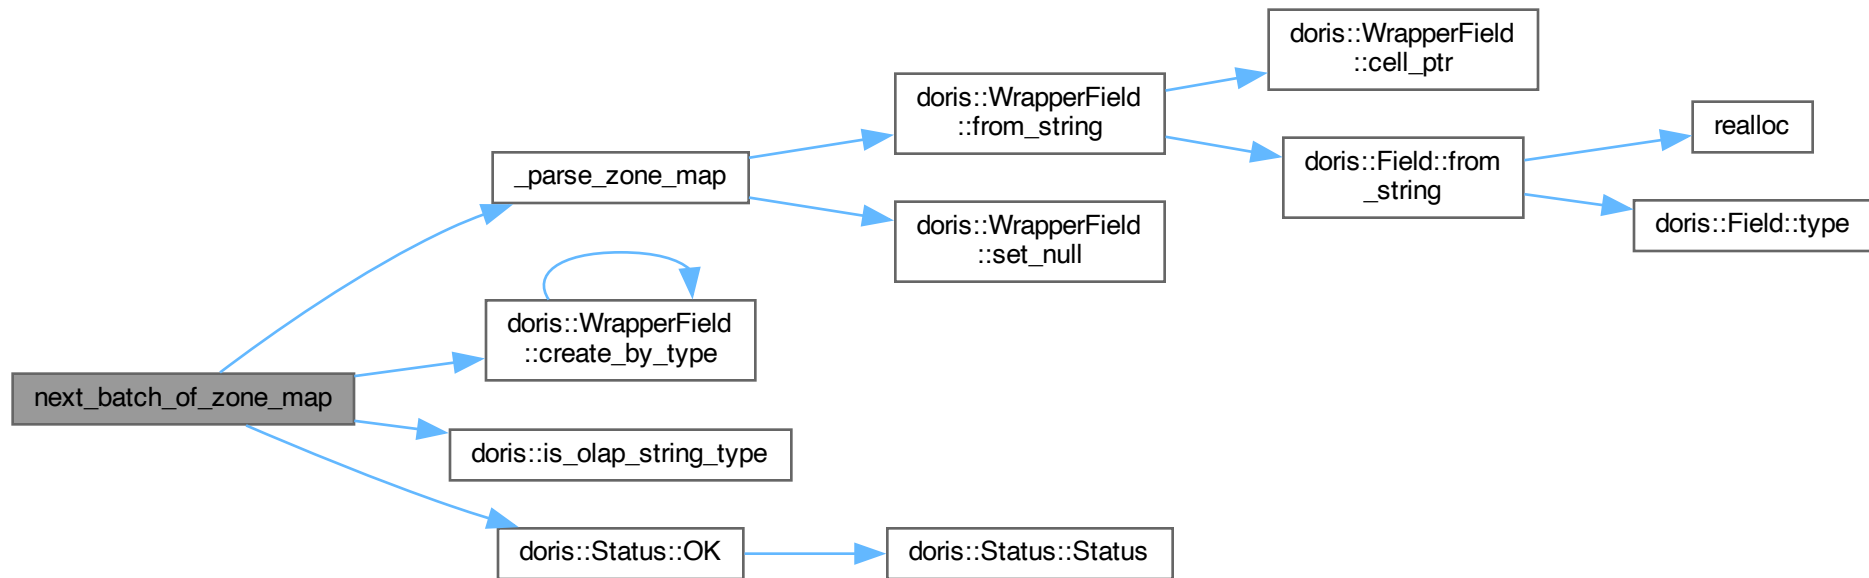 next_batch_of_zone_map
_parse_zone_map
doris::WrapperField
::from_string
doris::WrapperField
::cell_ptr
doris::Field::from
_string
realloc
doris::Field::type
doris::WrapperField
::set_null
doris::WrapperField
::create_by_type
doris::is_olap_string_type
doris::Status::OK
doris::Status::Status